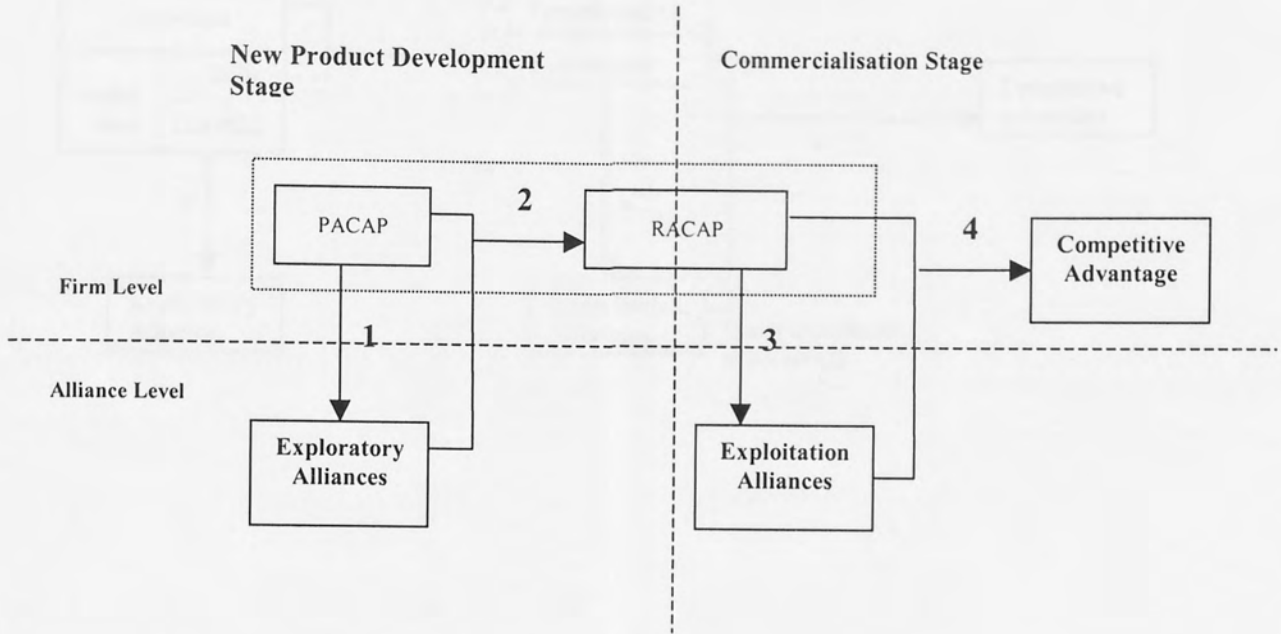 New Product Development
Stage
Commercialisation Stage
2
PACAP
RACAP
4
Competitive
Advantage
Firm Level
1
3
Alliance Level
Exploratory
Alliances
Exploitation
Alliances